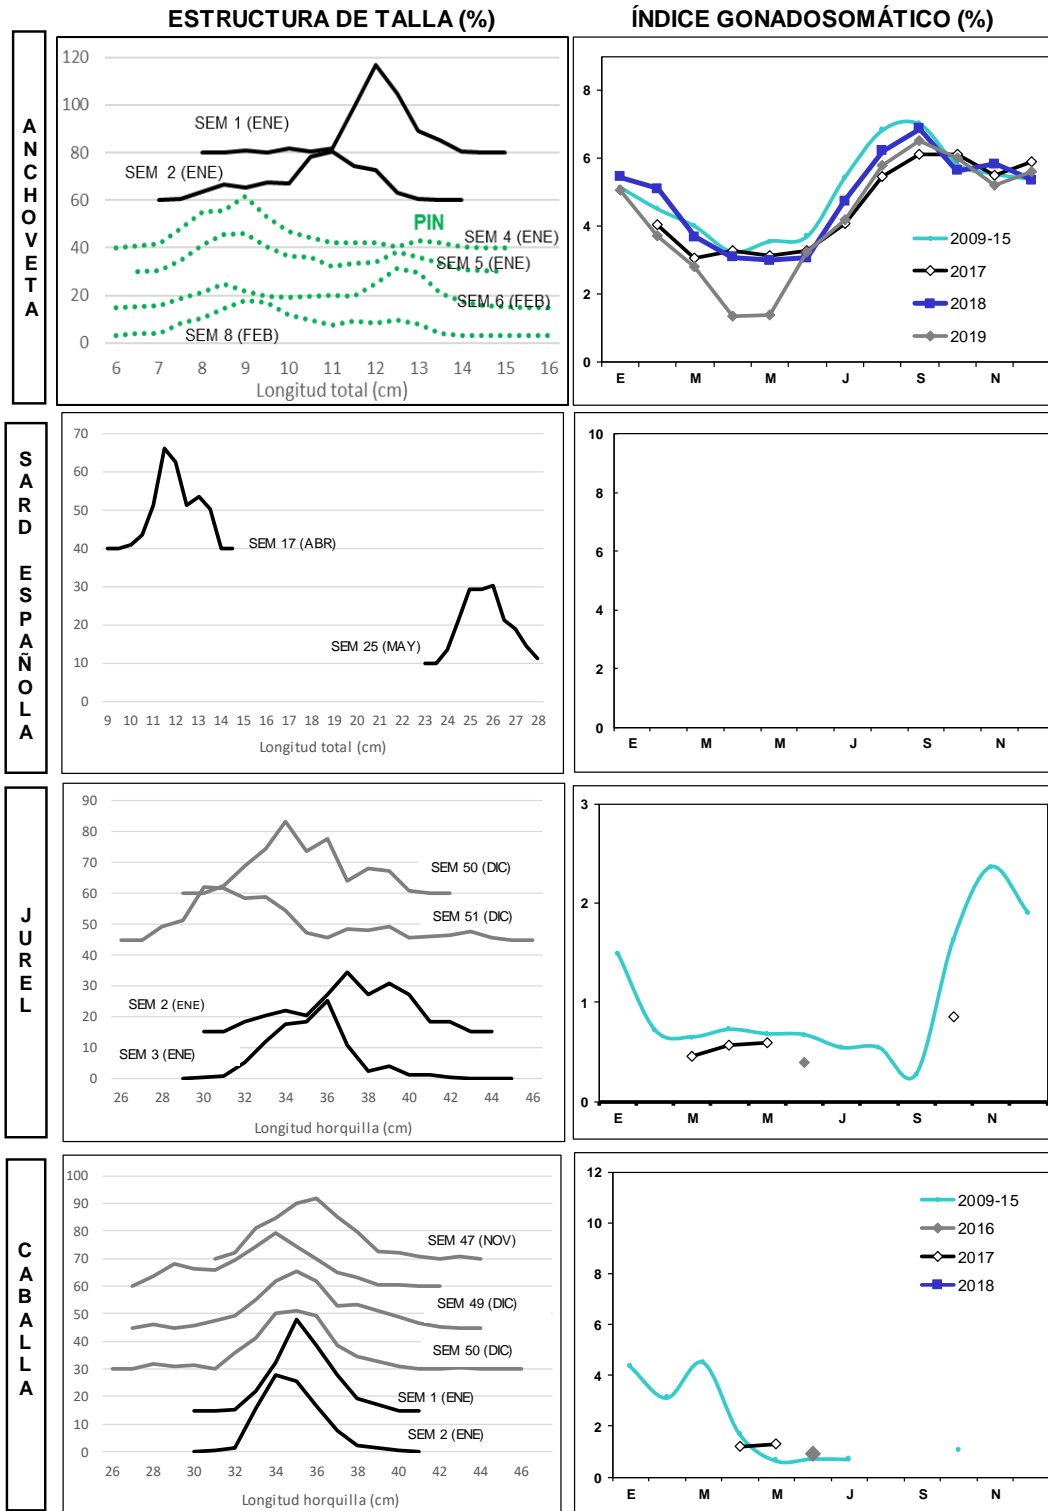 ESTRUCTURA DE TALLA (%)
ÍNDICE GONADOSOMÁTICO (%)
ANCHOVETA
120
100
80
60
40
20
0
SEM 1 (ENE)
SEM 2 (ENE)
PIN
SEM 4 (ENE)
SEM 5 (ENE)
SEM 6 (FEB)
SEM 8 (FEB)
6 7 8 9 10 11 12 13 14 15 16
Longitud total (cm)
8
6
4
2
0
2009-15
2017
2018
2019
E M M J S N
SARD ESPAÑOLA
70
60
50
40
30
20
10
0
SEM 17 (ABR)
SEM 25 (MAY)
9 10 11 12 13 14 15 16 17 18 19 20 21 22 23 24 25 26 27 28
Longitud total (cm)
10
8
6
4
2
0
E M M J S N
JUREL
90
80
70
60
50
40
30
20
10
0
SEM 50 (DIC)
SEM 51 (DIC)
SEM 2 (ENE)
SEM 3 (ENE)
26 28 30 32 34 36 38 40 42 44 46
Longitud horquilla (cm)
3
2
1
0
E M M J S N
CABALLA
100
90
80
70
60
50
40
30
20
10
0
SEM 47 (NOV)
SEM 49 (DIC)
SEM 50 (DIC)
SEM 1 (ENE)
SEM 2 (ENE)
26 28 30 32 34 36 38 40 42 44 46
Longitud horquilla (cm)
12
10
8
6
4
2
0
2009-15
2016
2017
2018
E M M J S N